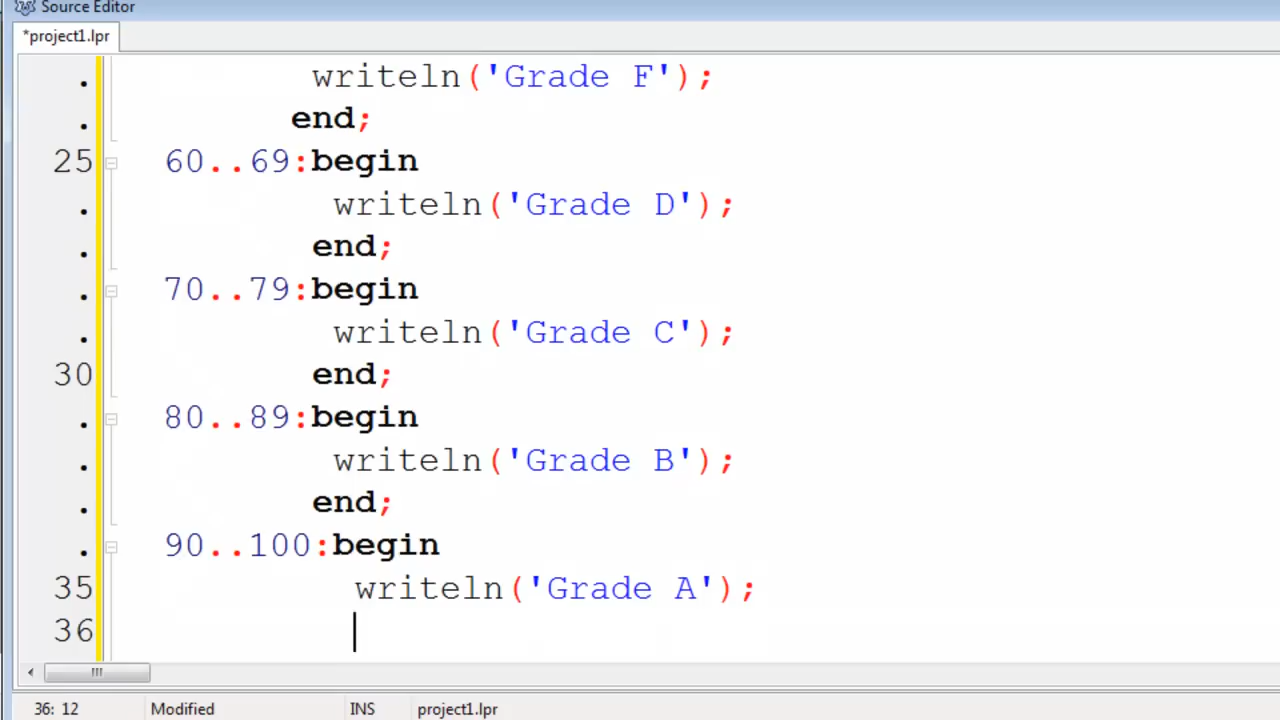 Source Editor
*project1.lpr
. writeln('Grade F');
. end;
25 60..69:begin
. writeln('Grade D');
. end;
. 70..79:begin
. writeln('Grade C');
30 end;
. 80..89:begin
. writeln('Grade B');
. end;
. 90..100:begin
35 writeln('Grade A');
36
36: 12 Modified INS project1.lpr